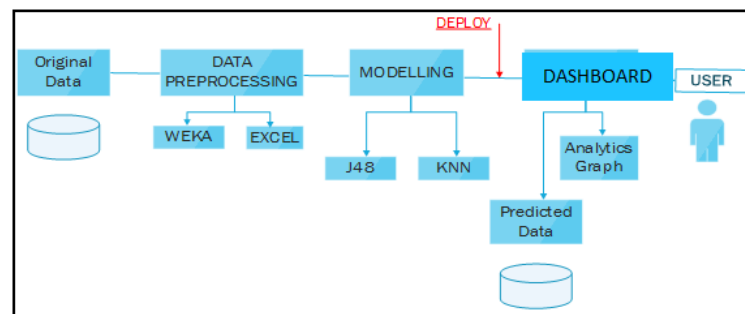 DEPLOY
Original
Data
DATA
PREPROCESSING
MODELLING
DASHBOARD
USER
WEKA
EXCEL
J48
KNN
Analytics
Graph
Predicted
Data